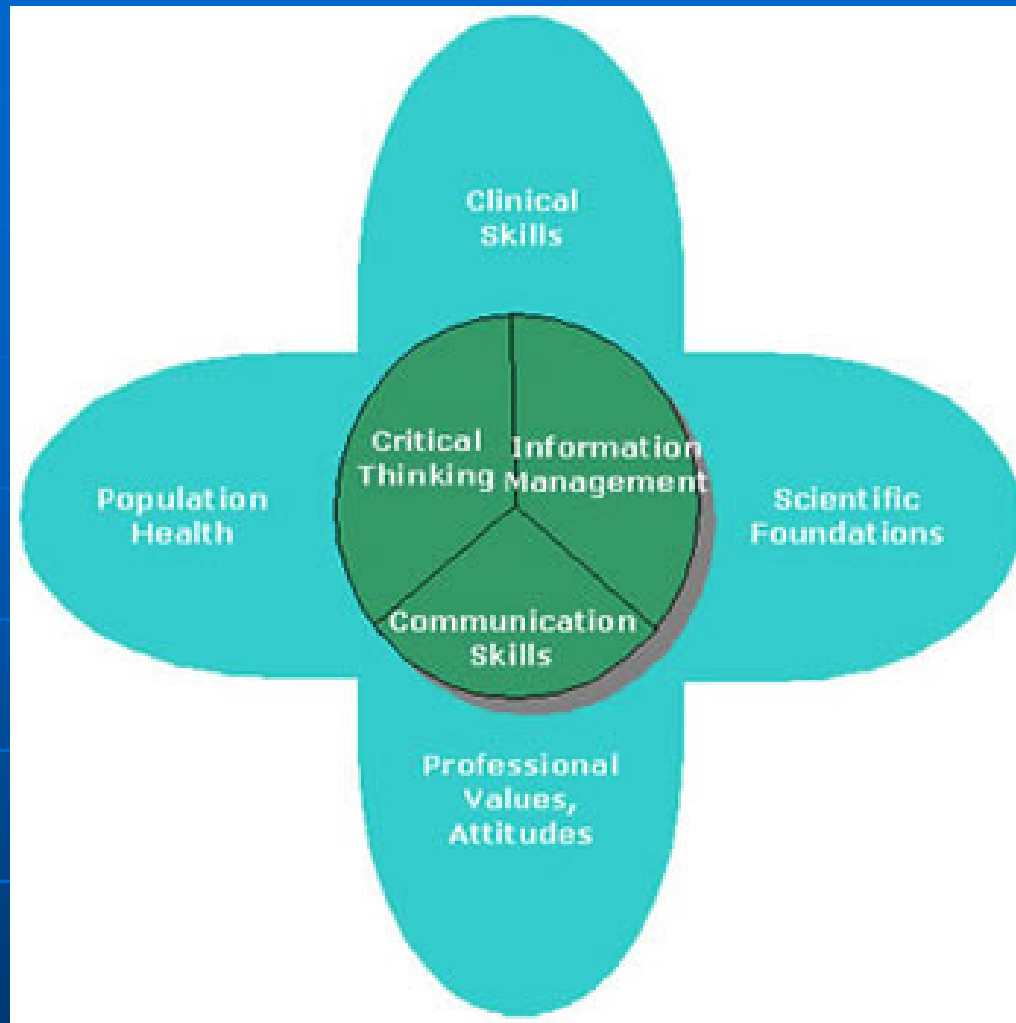 Clinical
Skills
Critical
Thinking
Information
Management
Population
Health
Scientific
Foundations
Communication
Skills
Professional
Values,
Attitudes